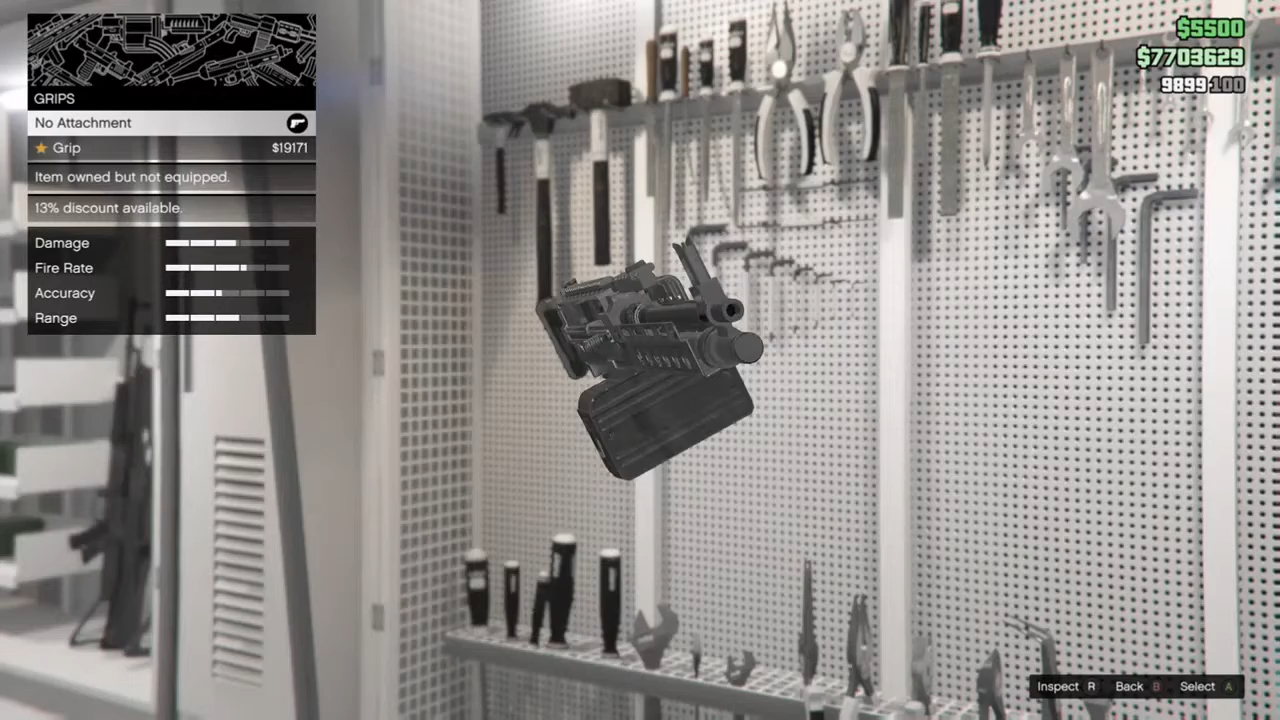 GRIPS
No Attachment
Grip $19171
Item owned but not equipped.
13% discount available.
Damage
Fire Rate
Accuracy
Range
$5500
$7703629
9899 100
Inspect R Back B Select A